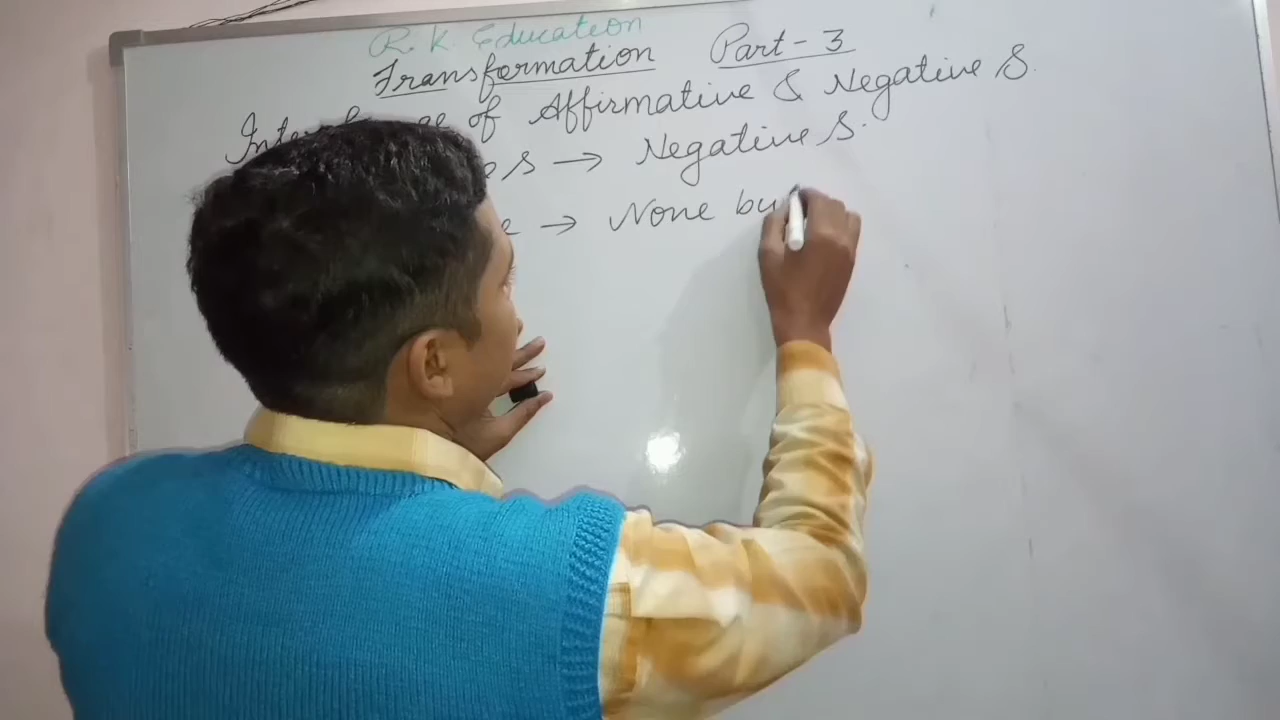 R. K. Education
Transformation Part-3
of Affirmative & Negative S.
S → Negative S.
→ None bu